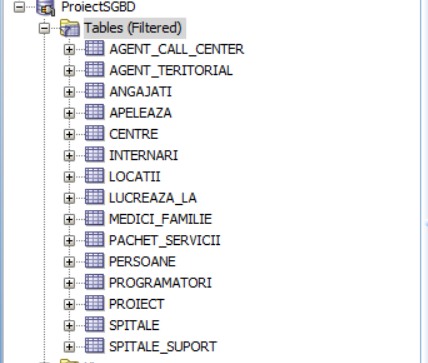 ProiectSGBD
Tables (Filtered)
AGENT_CALL_CENTER
AGENT_TERITORIAL
ANGAJATI
APELEAZA
CENTRE
INTERNARI
LOCATII
LUCREAZA_LA
MEDICI_FAMILIE
PACHET_SERVICII
PERSOANE
PROGRAMATORI
PROIECT
SPITALE
SPITALE_SUPORT